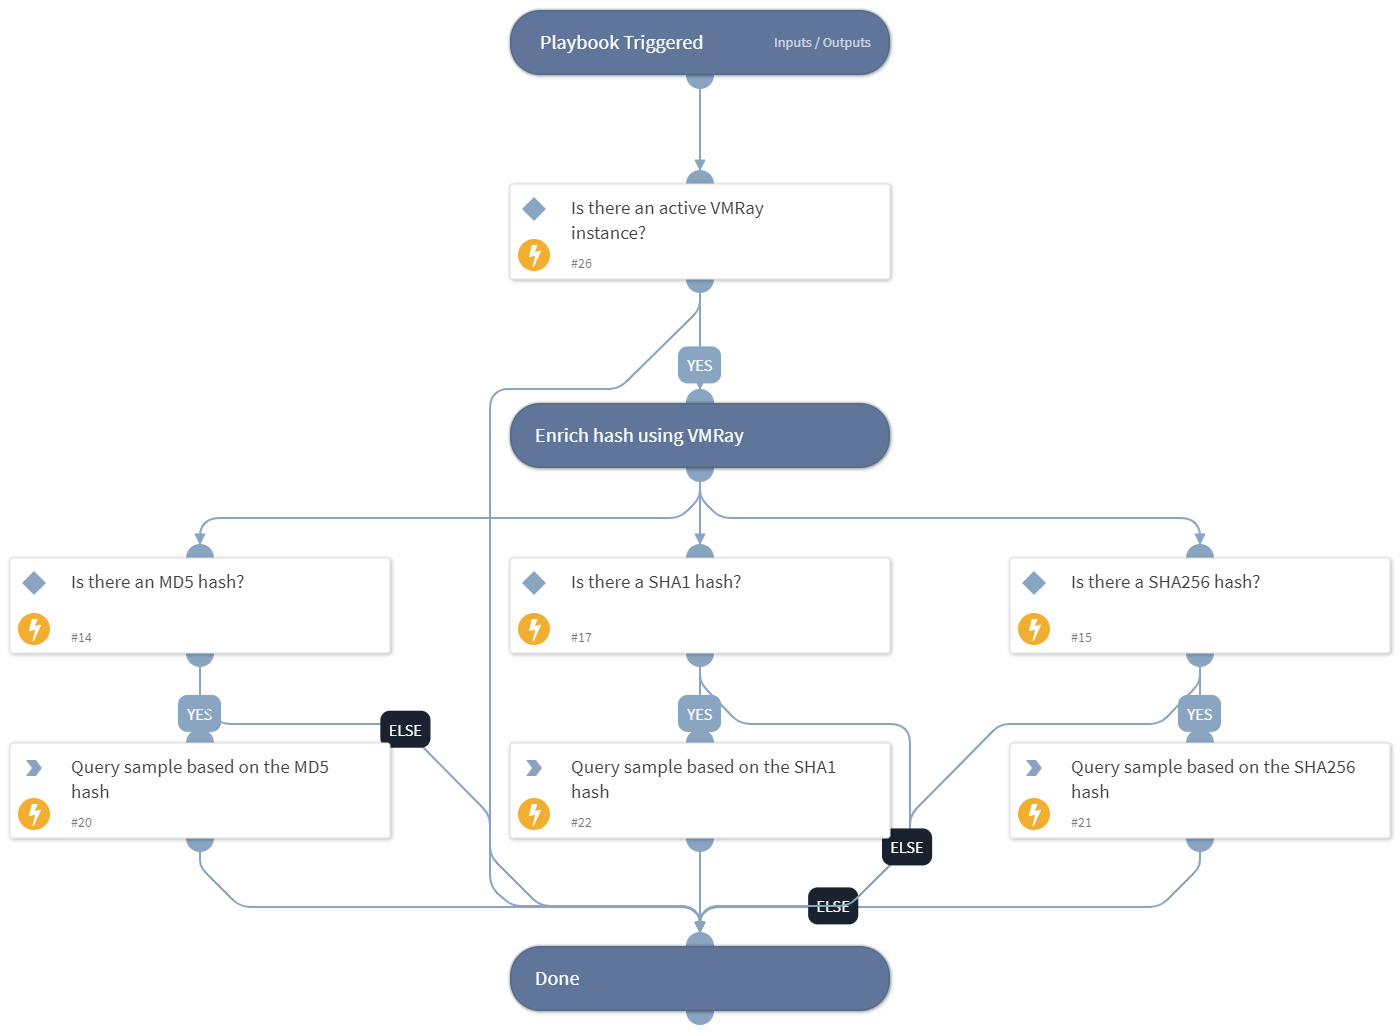 Playbook Triggered
Inputs / Outputs
Is there an active VMRay
instance?
#26
YES
Enrich hash using VMRay
Is there an MD5 hash?
#14
Is there a SHA1 hash?
#17
Is there a SHA256 hash?
#15
YES
ELSE
YES
YES
Query sample based on the MD5
hash
#20
Query sample based on the SHA1
hash
#22
Query sample based on the SHA256
hash
#21
ELSE
ELSE
Done